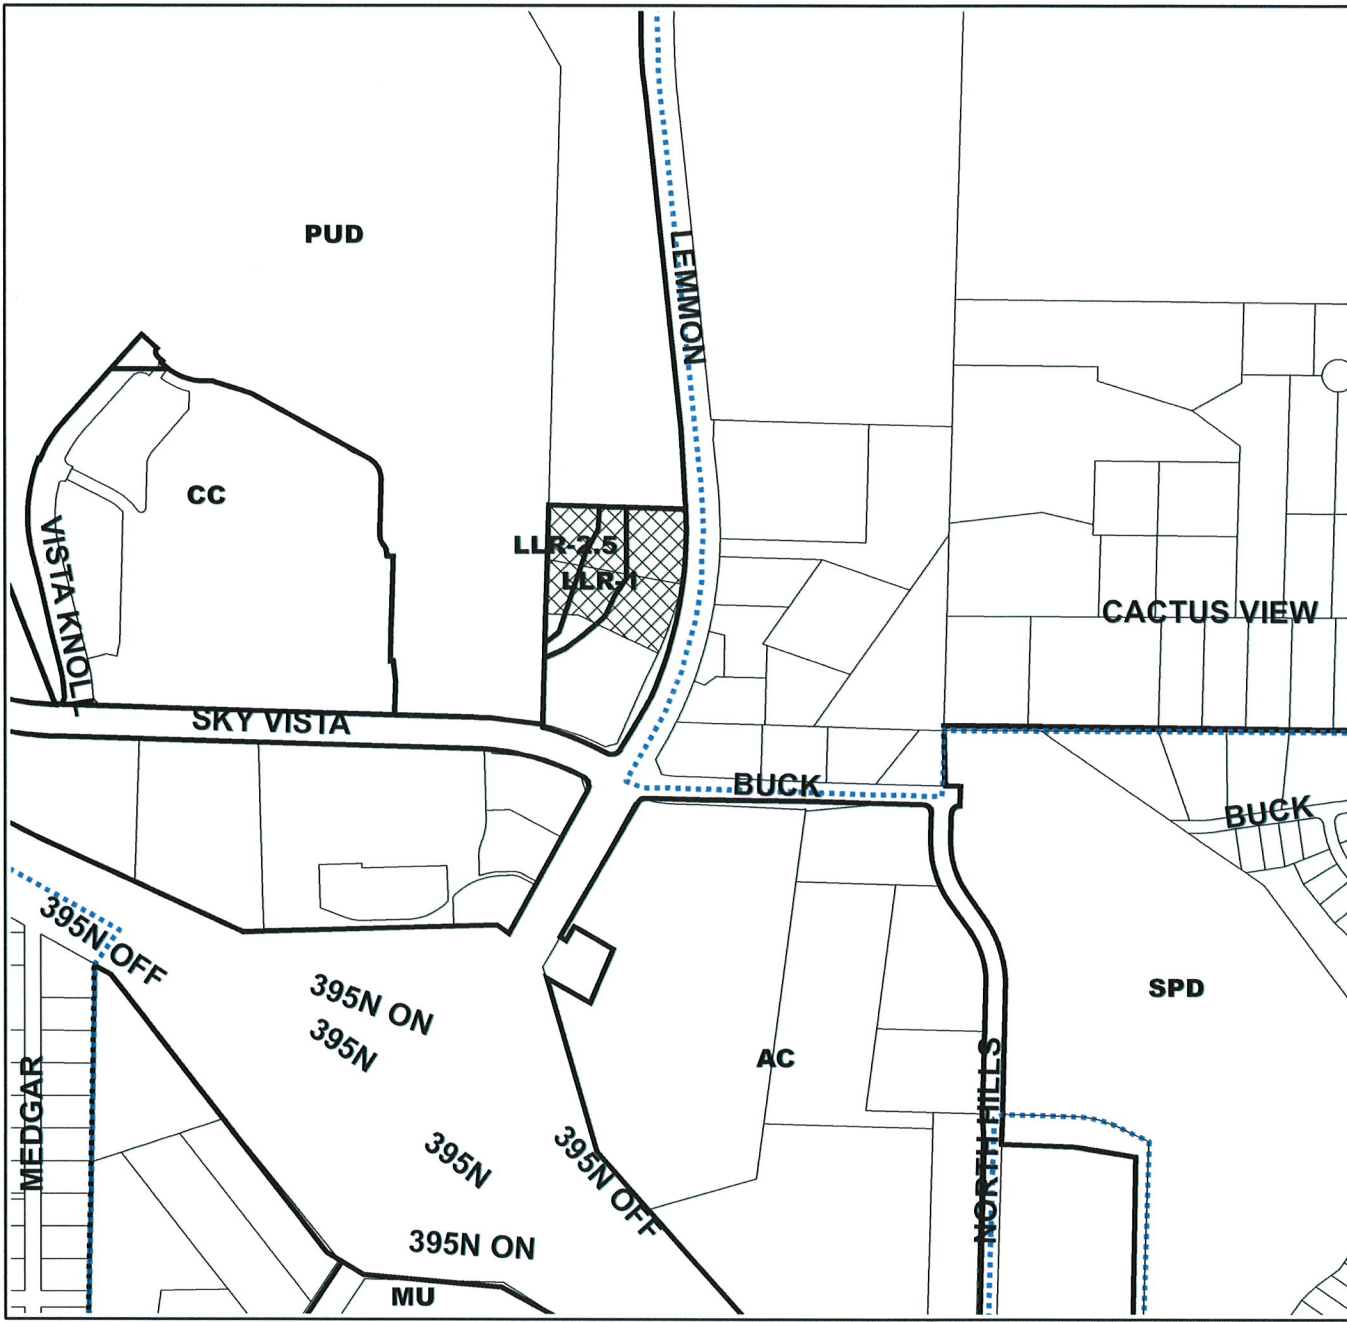 PUD
LEMMON
CC
LLR-2.5
LLR-1
VISTA KNOLL
CACTUS VIEW
SKY VISTA
BUCK
BUCK
395N OFF
395N ON
395N
SPD
AC
MEDGAR
NORTH HILLS
395N
395N OFF
395N ON
MU